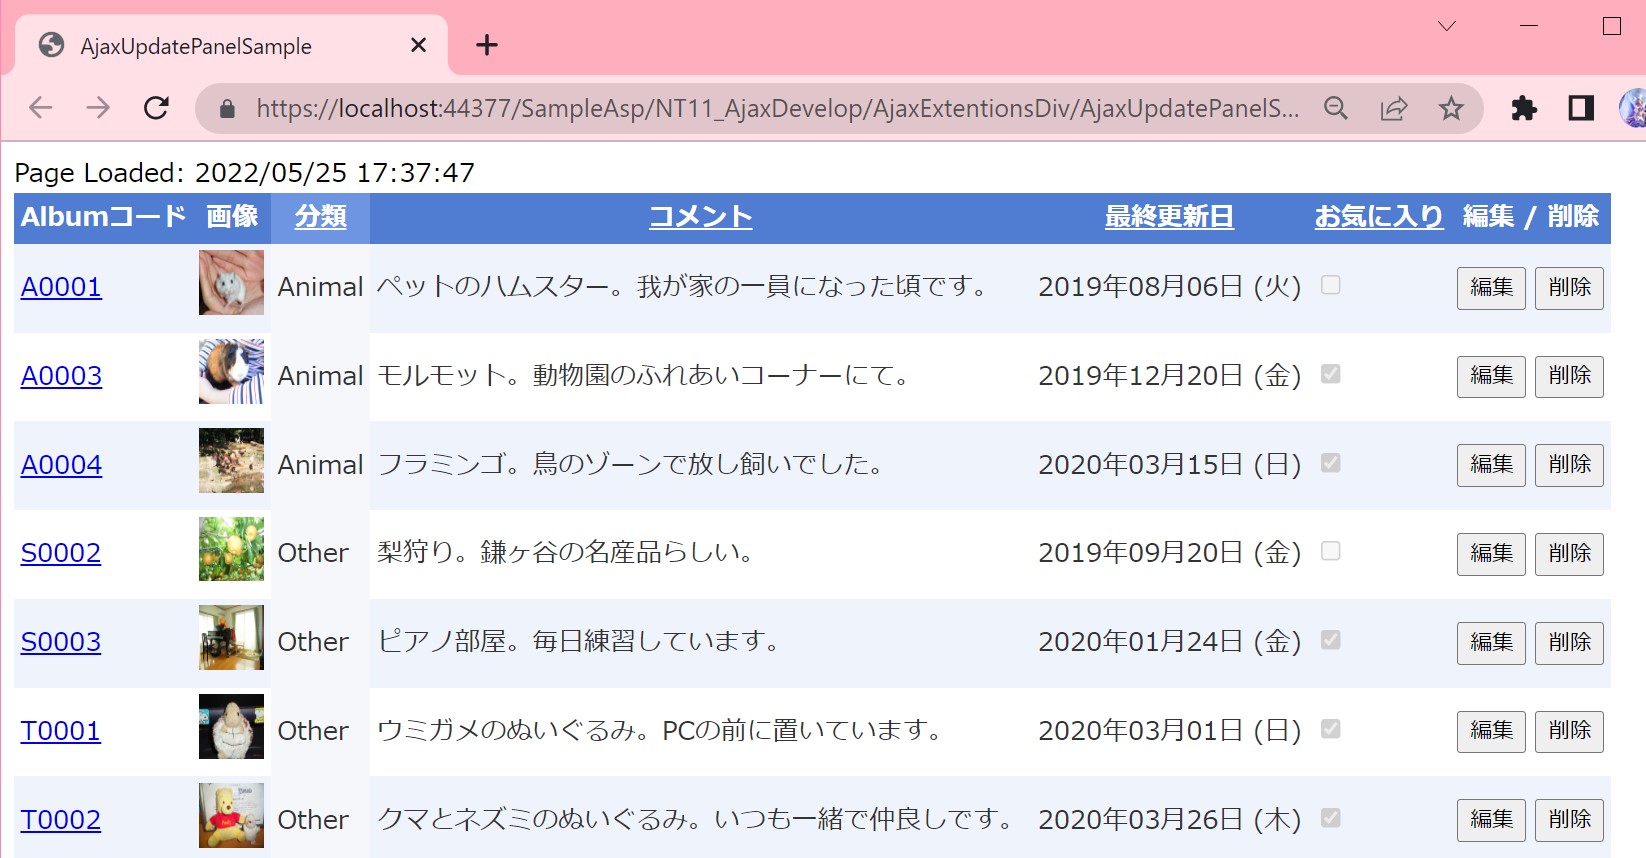 AjaxUpdatePanelSample
https://localhost:44377/SampleAsp/NT11_AjaxDevelop/AjaxExtentionsDiv/AjaxUpdatePanelS...
Page Loaded: 2022/05/25 17:37:47
Albumコード 画像 分類 コメント 最終更新日 お気に入り 編集 / 削除
A0001 Animal ペットのハムスター。我が家の一員になった頃です。 2019年08月06日 (火) 編集 削除
A0003 Animal モルモット。動物園のふれあいコーナーにて。 2019年12月20日 (金) 編集 削除
A0004 Animal フラミンゴ。鳥のゾーンで放し飼いでした。 2020年03月15日 (日) 編集 削除
S0002 Other 梨狩り。鎌ヶ谷の名産品らしい。 2019年09月20日 (金) 編集 削除
S0003 Other ピアノ部屋。毎日練習しています。 2020年01月24日 (金) 編集 削除
T0001 Other ウミガメのぬいぐるみ。PCの前に置いています。 2020年03月01日 (日) 編集 削除
T0002 Other クマとネズミのぬいぐるみ。いつも一緒で仲良しです。 2020年03月26日 (木) 編集 削除